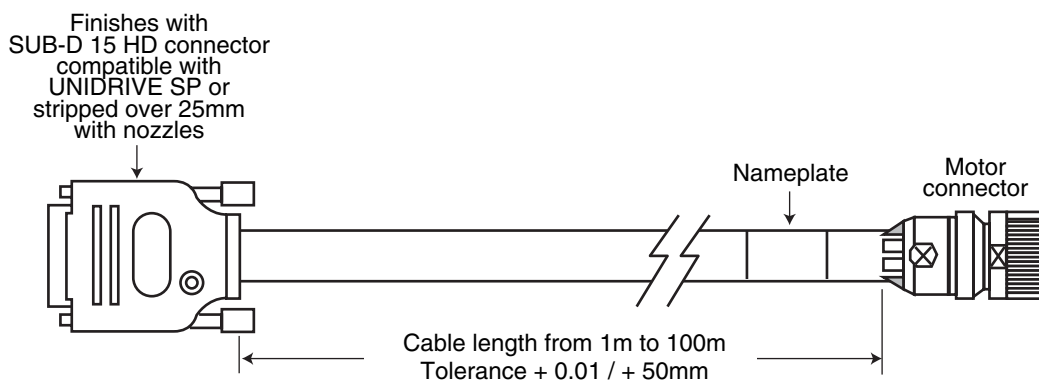 Finishes with
SUB-D 15 HD connector
compatible with
UNIDRIVE SP or
stripped over 25mm
with nozzles
Nameplate
Motor
connector
Cable length from 1m to 100m
Tolerance + 0.01 / + 50mm